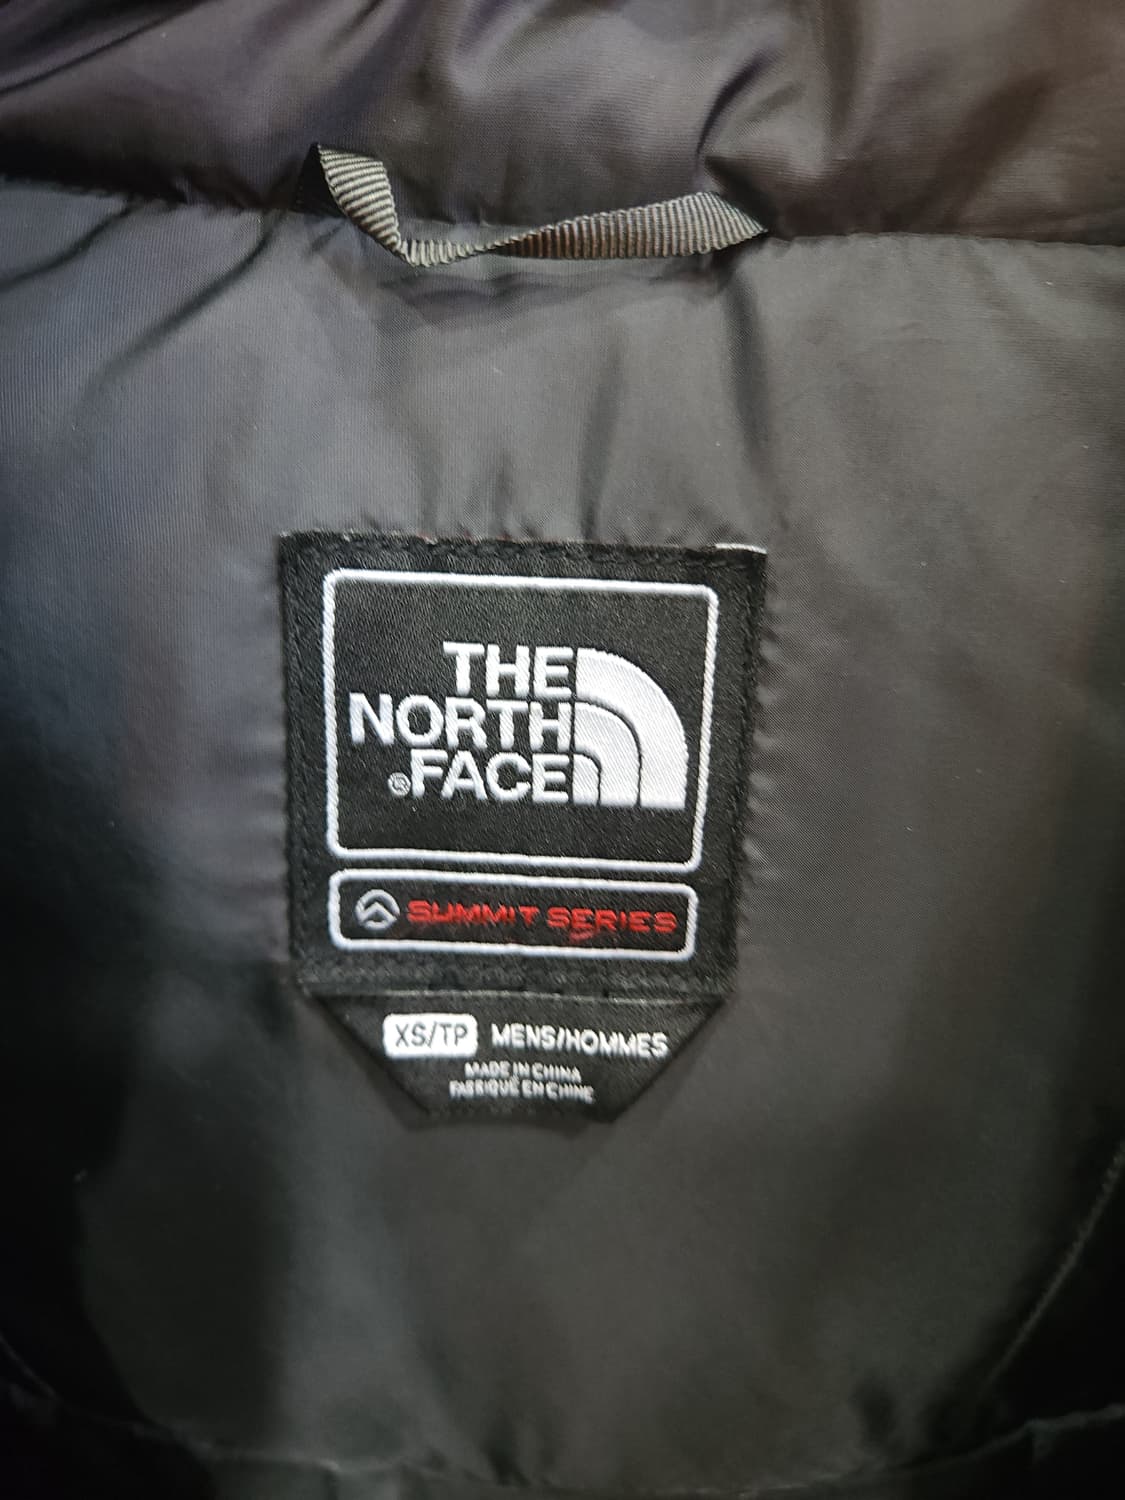 THE
NORTH
®FACE
SUMMIT SERIES
XS/TP MENS/HOMMES
MADE IN CHINA
FABRIQUÉ EN CHINE